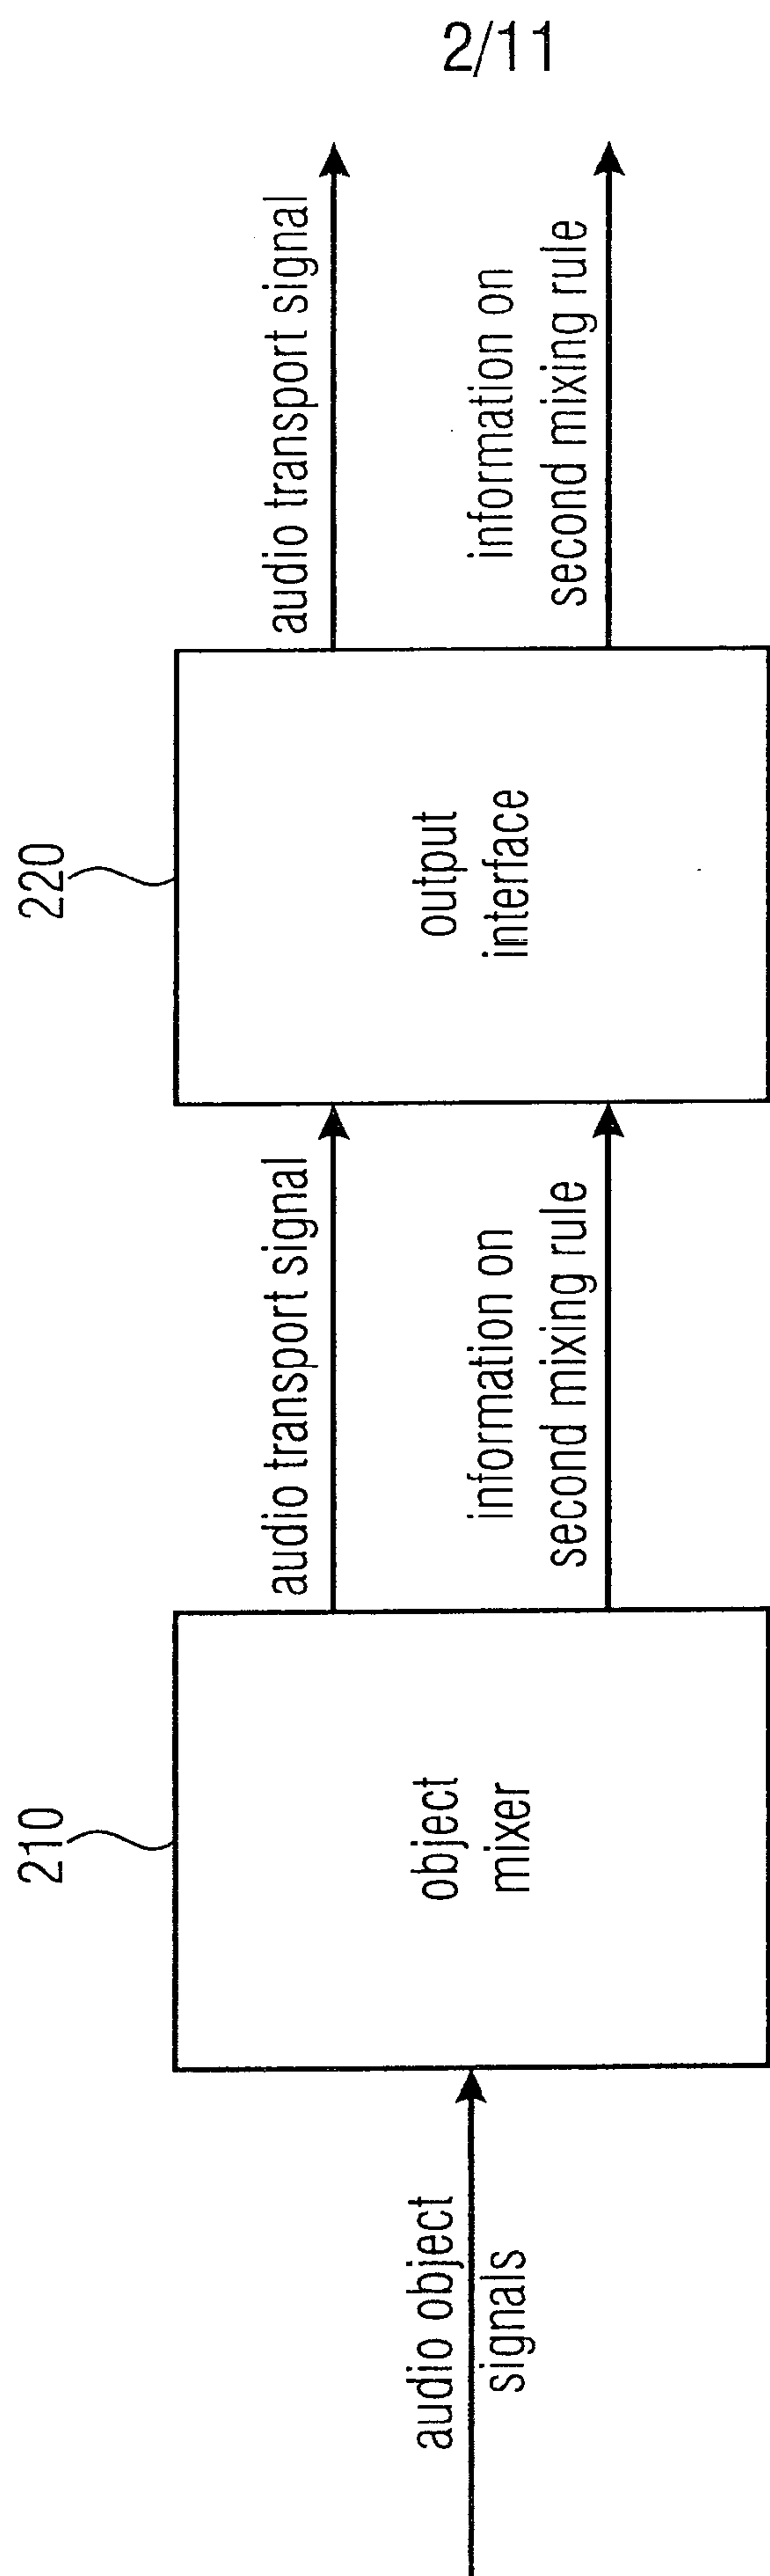 2/11
audio object
signals
210
object
mixer
audio transport signal
information on
second mixing rule
220
output
interface
audio transport signal
information on
second mixing rule